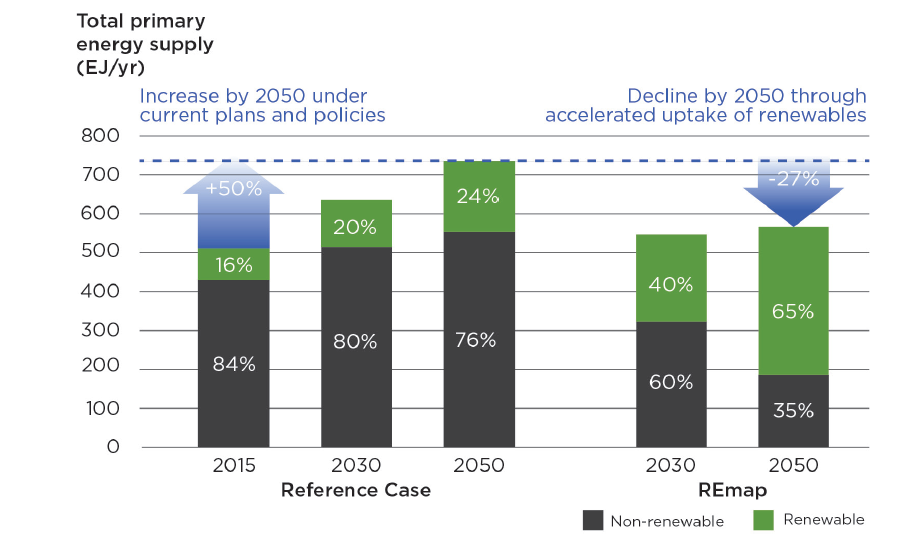 Total primary
energy supply
(EJ/yr)
Increase by 2050 under
current plans and policies
Decline by 2050 through
accelerated uptake of renewables
800
700
600
500
400
300
200
100
0
+50%
16%
84%
20%
80%
24%
76%
40%
60%
-27%
65%
35%
2015
2030
2050
2030
2050
Reference Case
REmap
Non-renewable
Renewable